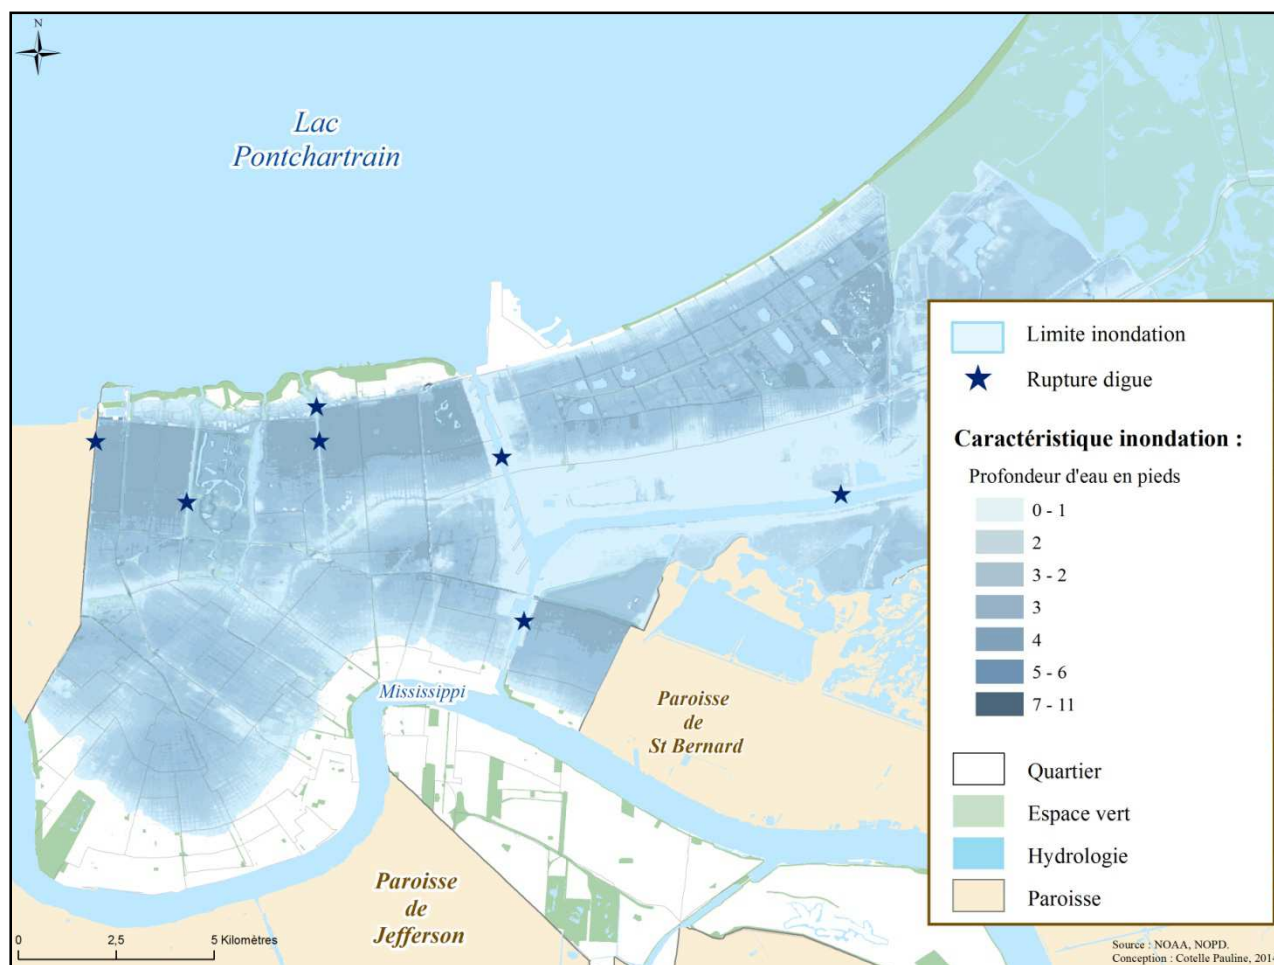 N
Lac
Pontchartrain
Limite inondation
Rupture digue
Caractéristique inondation :
Profondeur d'eau en pieds
0 - 1
2
3 - 2
3
4
5 - 6
7 - 11
Quartier
Espace vert
Hydrologie
Paroisse
Mississippi
Paroisse
de
St Bernard
Paroisse
de
Jefferson
0 2,5 5 Kilomètres
Source : NOAA, NOPD.
Conception : Cotelle Pauline, 2014